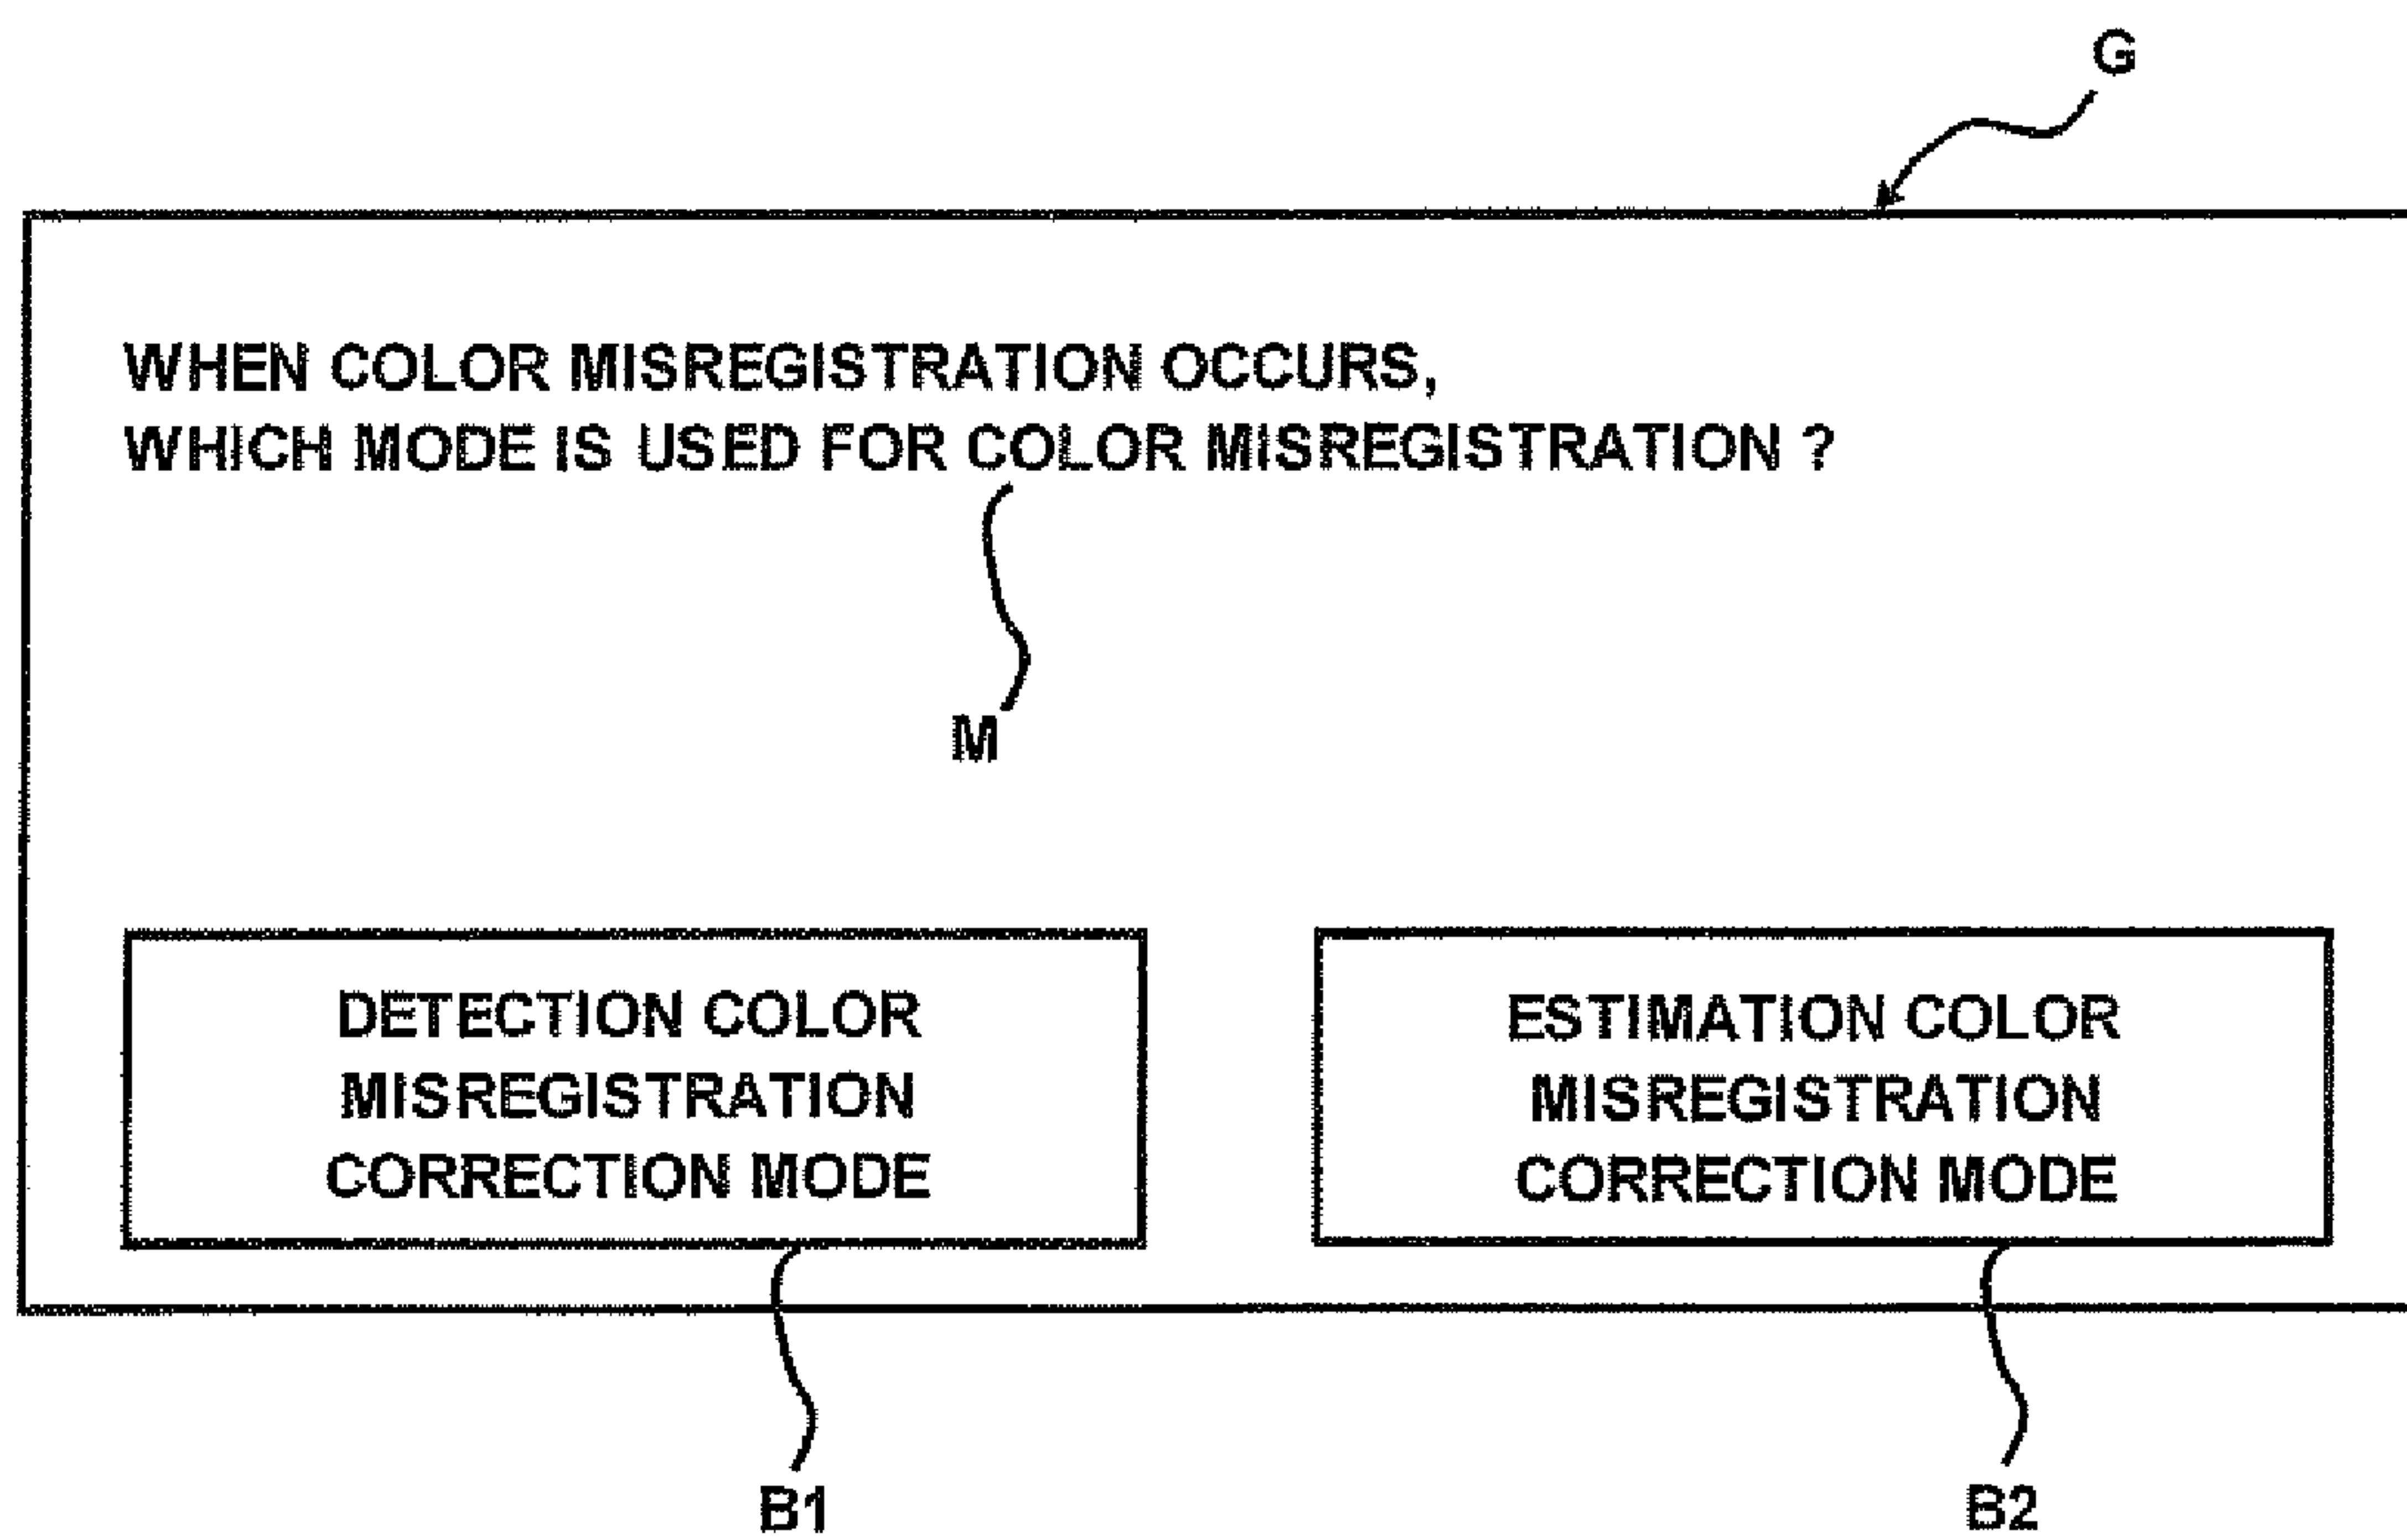 G
WHEN COLOR MISREGISTRATION OCCURS,
WHICH MODE IS USED FOR COLOR MISREGISTRATION ?
M
DETECTION COLOR
MISREGISTRATION
CORRECTION MODE
ESTIMATION COLOR
MISREGISTRATION
CORRECTION MODE
B1
B2